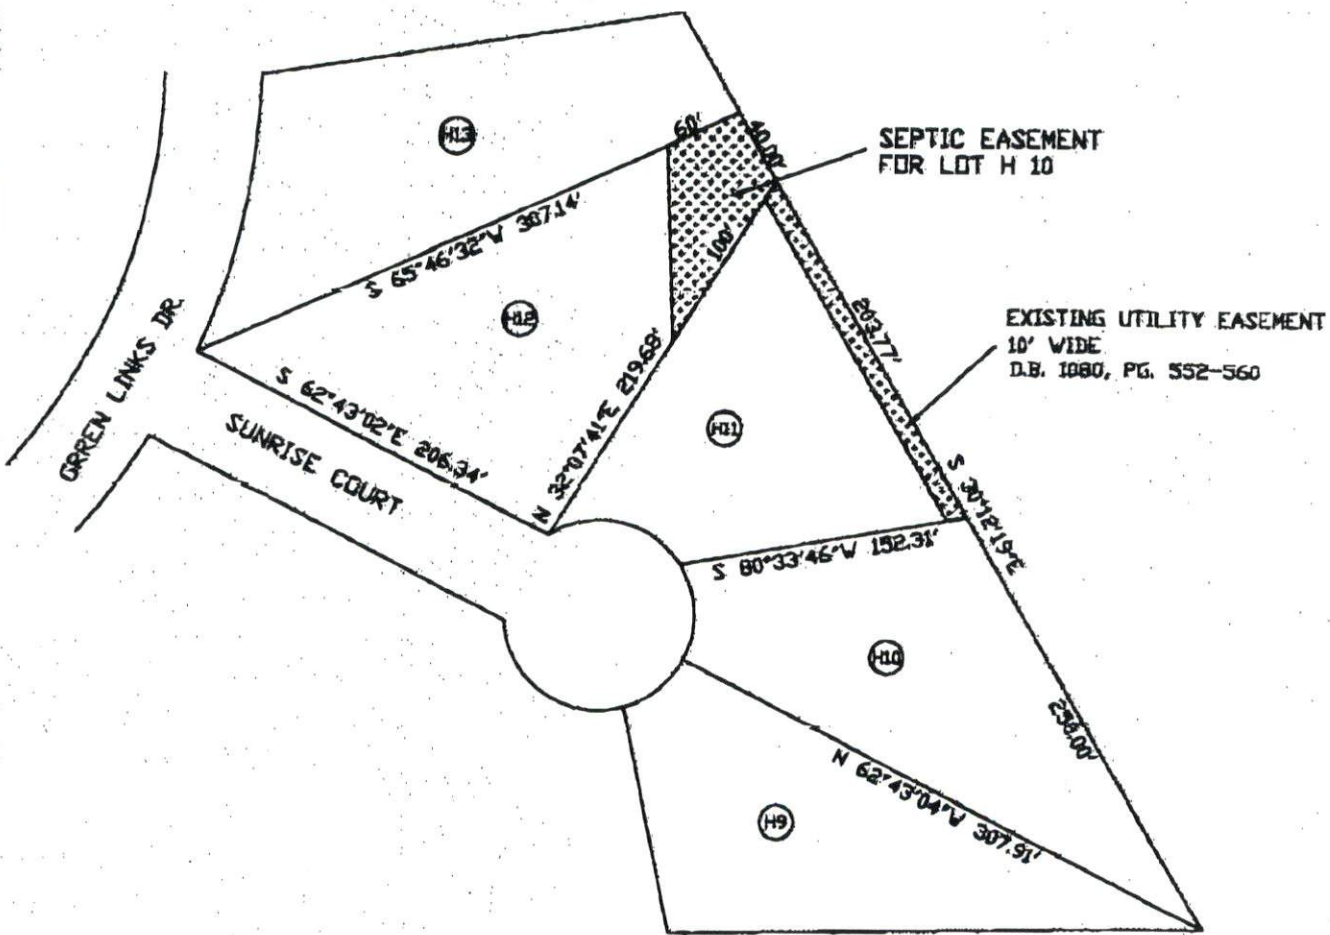 H13
60'
40.00'
SEPTIC EASEMENT
FOR LOT H 10
S 65°46'32"W 307.14'
100'
H12
EXISTING UTILITY EASEMENT
10' WIDE
D.B. 1080, PG. 552-560
203.77'
GRREN LINKS DR.
S 62°43'02"E 206.34'
SUNRISE COURT
N 32°07'41"E 219.68'
H11
S 30°12'19"E
S 80°33'46"W 152.31'
H10
N 62°43'04"W 307.91'
H9